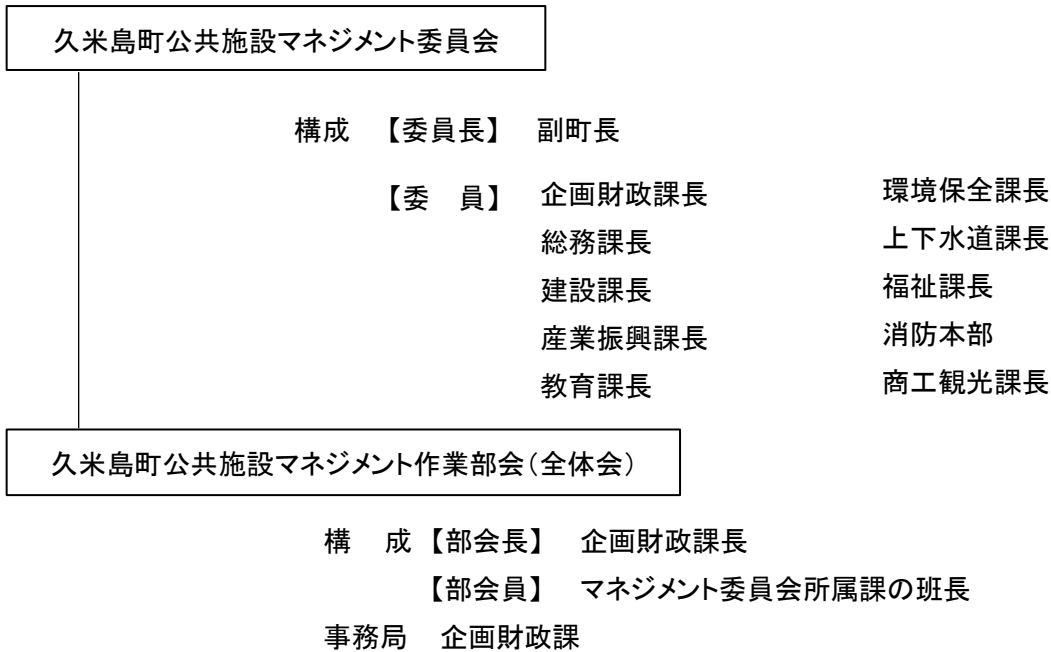 久米島町公共施設マネジメント委員会
構成 【委員長】 副町長
【委 員】 企画財政課長 環境保全課長
総務課長 上下水道課長
建設課長 福祉課長
産業振興課長 消防本部
教育課長 商工観光課長
久米島町公共施設マネジメント作業部会(全体会)
構 成 【部会長】 企画財政課長
【部会員】 マネジメント委員会所属課の班長
事務局 企画財政課